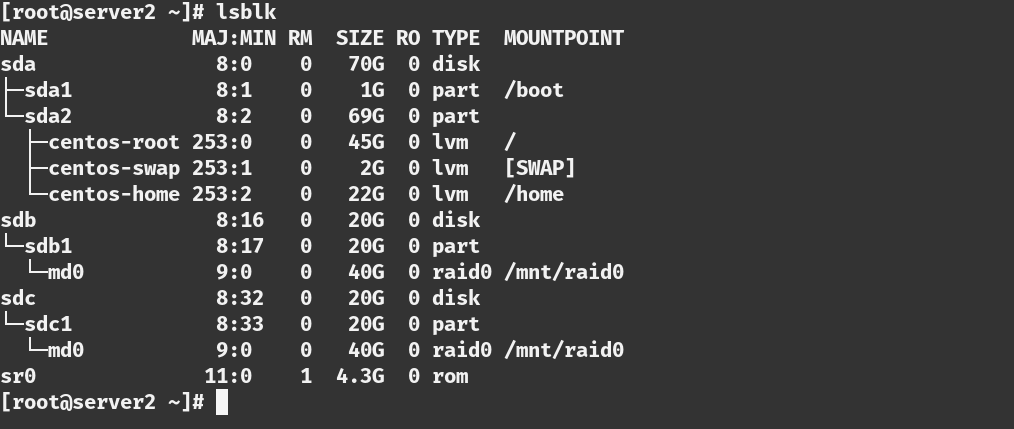 [root@server2 ~]# lsblk
NAME            MAJ:MIN RM  SIZE RO TYPE  MOUNTPOINT
sda               8:0    0   70G  0 disk
├─sda1            8:1    0    1G  0 part  /boot
└─sda2            8:2    0   69G  0 part
  ├─centos-root 253:0    0   45G  0 lvm   /
  ├─centos-swap 253:1    0    2G  0 lvm   [SWAP]
  └─centos-home 253:2    0   22G  0 lvm   /home
sdb               8:16   0   20G  0 disk
└─sdb1            8:17   0   20G  0 part
  └─md0           9:0    0   40G  0 raid0 /mnt/raid0
sdc               8:32   0   20G  0 disk
└─sdc1            8:33   0   20G  0 part
  └─md0           9:0    0   40G  0 raid0 /mnt/raid0
sr0              11:0    1  4.3G  0 rom
[root@server2 ~]#